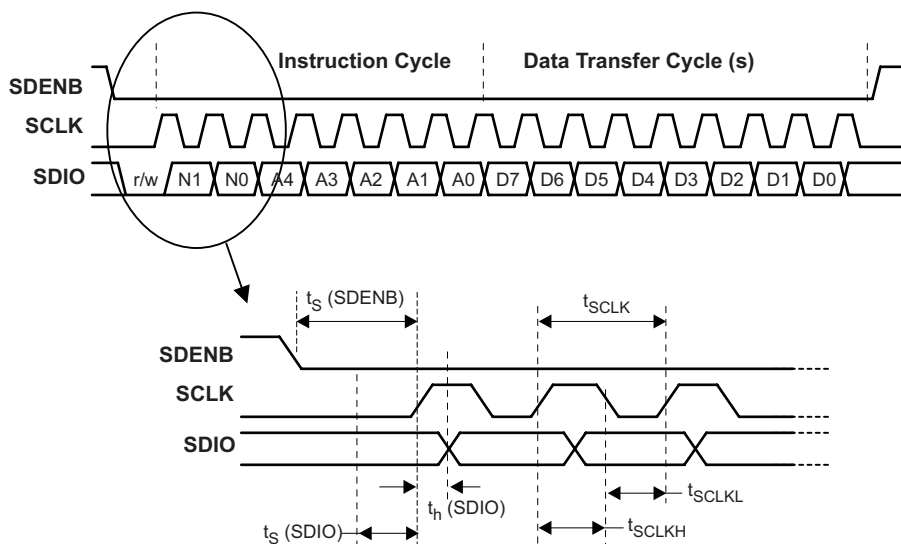 Instruction Cycle Data Transfer Cycle (s)
SDENB
SCLK
SDIO r/w N1 N0 A4 A3 A2 A1 A0 D7 D6 D5 D4 D3 D2 D1 D0
tS (SDENB) tSCLK
SDENB
SCLK
SDIO
th (SDIO) tSCLKL
tS (SDIO) tSCLKH